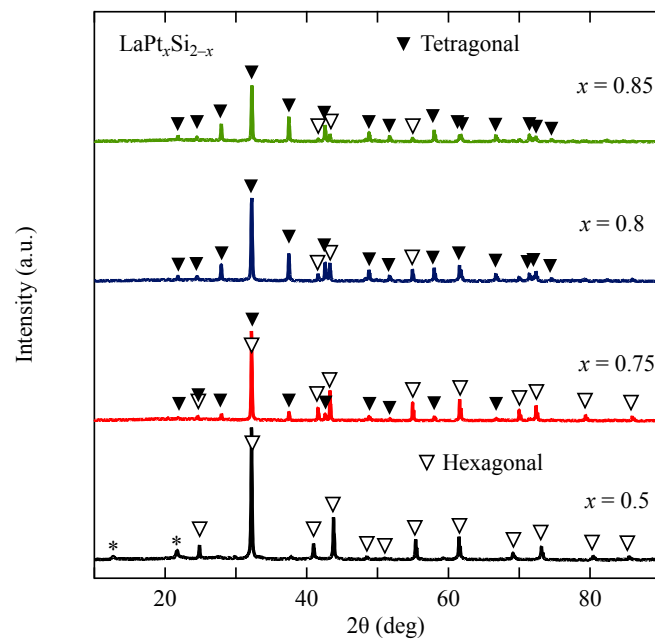 LaPtxSi2−x
▼ Tetragonal
x = 0.85
x = 0.8
x = 0.75
▽ Hexagonal
x = 0.5
* *
Intensity (a.u.)
20 40 60 80
2θ (deg)